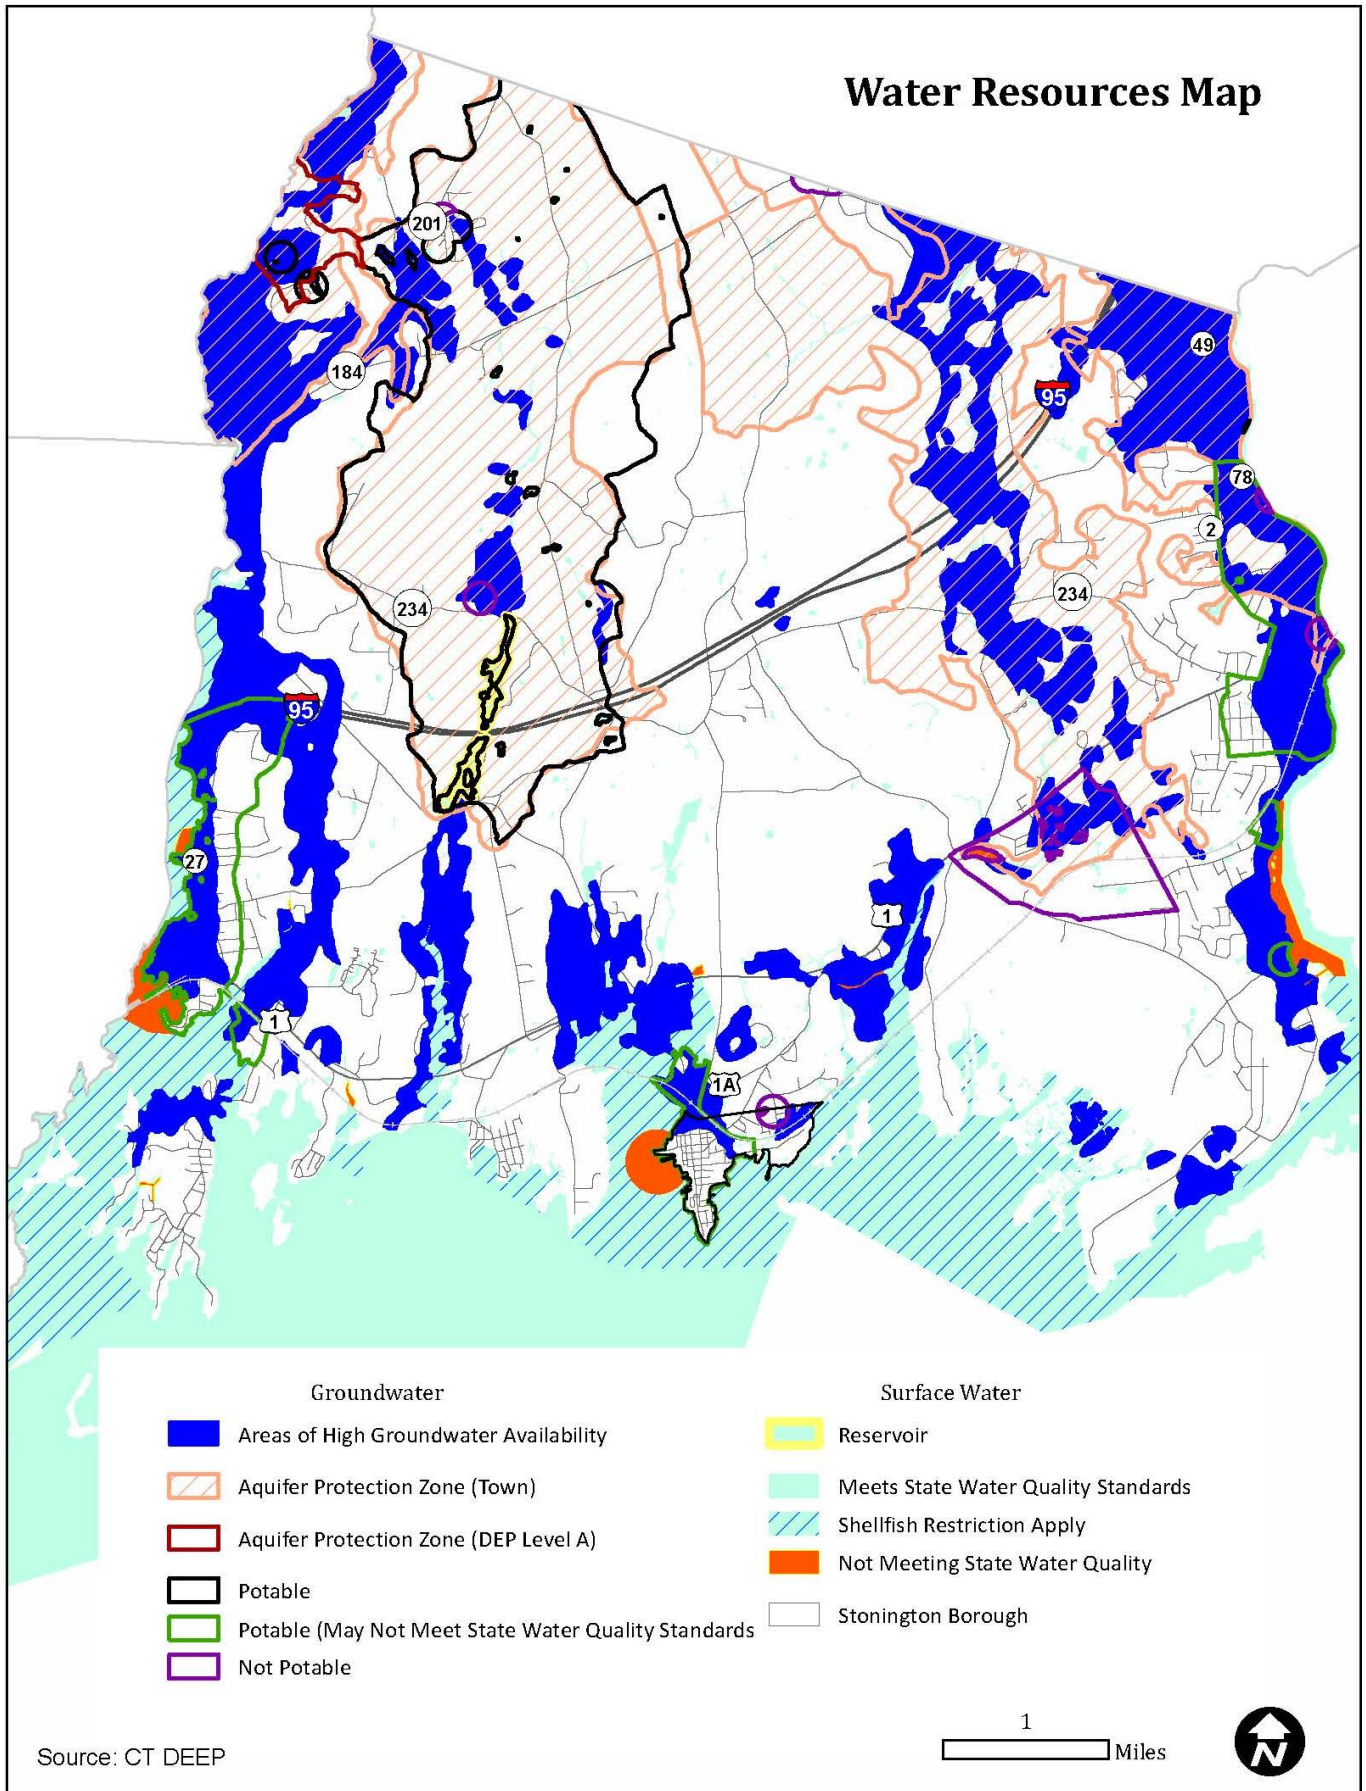 Water Resources Map
201
184
49
95
78
2
234
234
95
27
1
1
1A
Groundwater
Areas of High Groundwater Availability
Aquifer Protection Zone (Town)
Aquifer Protection Zone (DEP Level A)
Potable
Potable (May Not Meet State Water Quality Standards
Not Potable
Surface Water
Reservoir
Meets State Water Quality Standards
Shellfish Restriction Apply
Not Meeting State Water Quality
Stonington Borough
1
Miles
N
Source: CT DEEP